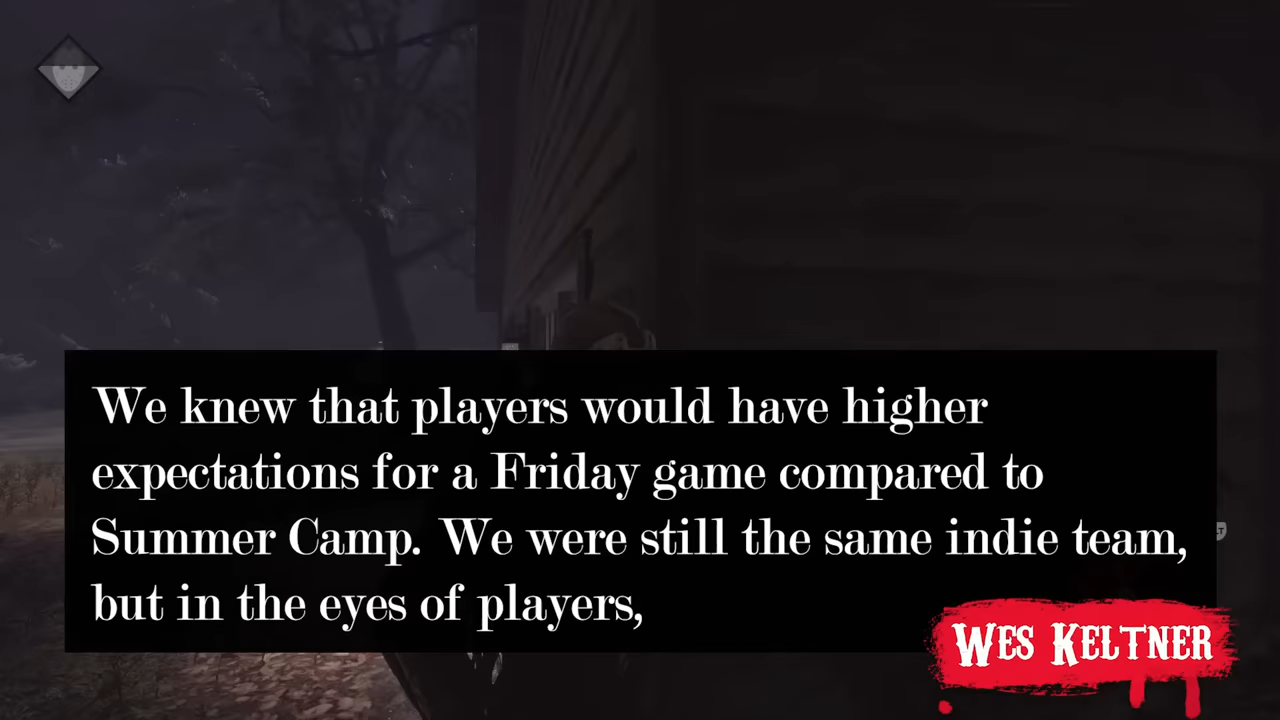 We knew that players would have higher
expectations for a Friday game compared to
Summer Camp. We were still the same indie team,
but in the eyes of players,
WES KELTNER